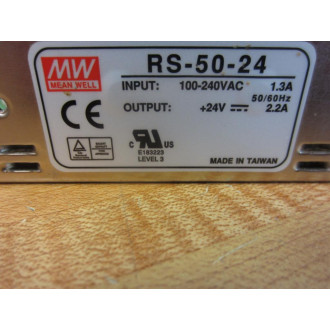 MW
MEAN WELL
RS-50-24
INPUT: 100-240VAC 1.3A
50/60Hz
OUTPUT: +24V 2.2A
CE
c RU US
E183223
LEVEL 3
MADE IN TAIWAN